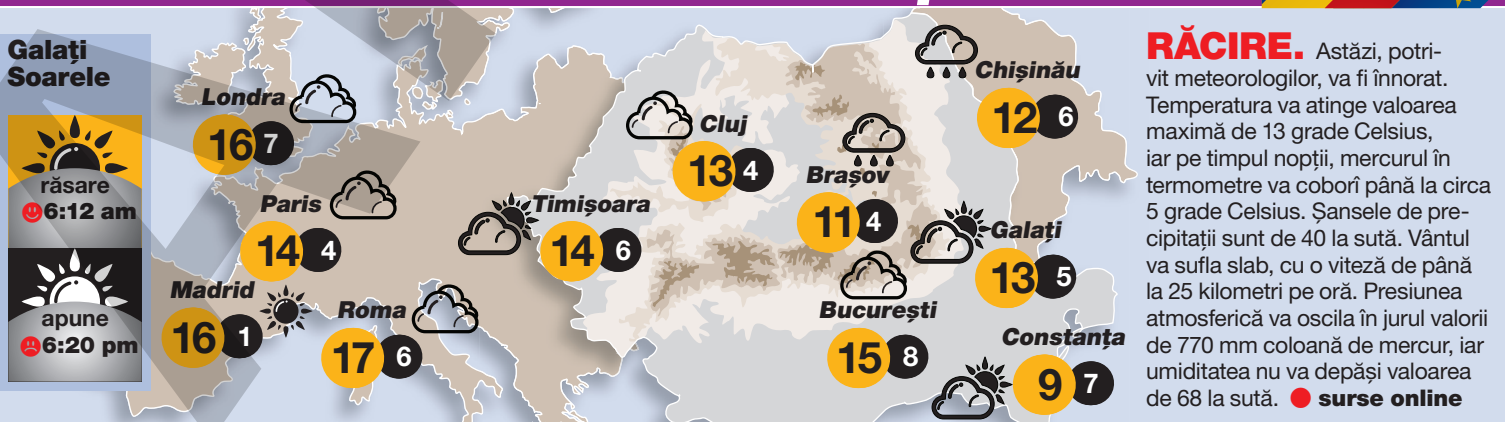 Galați
Soarele
răsare
6:12 am
apune
6:20 pm
Londra
16 7
Paris
14 4
Madrid
16 1
Roma
17 6
Timișoara
14 6
Cluj
13 4
Brașov
11 4
București
15 8
Chișinău
12 6
Galați
13 5
Constanța
9 7
RĂCIRE. Astăzi, potri-
vit meteorologilor, va fi înnorat.
Temperatura va atinge valoarea
maximă de 13 grade Celsius,
iar pe timpul nopții, mercurul în
termometre va coborî până la circa
5 grade Celsius. Șansele de pre-
cipitații sunt de 40 la sută. Vântul
va sufla slab, cu o viteză de până
la 25 kilometri pe oră. Presiunea
atmosferică va oscila în jurul valorii
de 770 mm coloană de mercur, iar
umiditatea nu va depăși valoarea
de 68 la sută. ● surse online